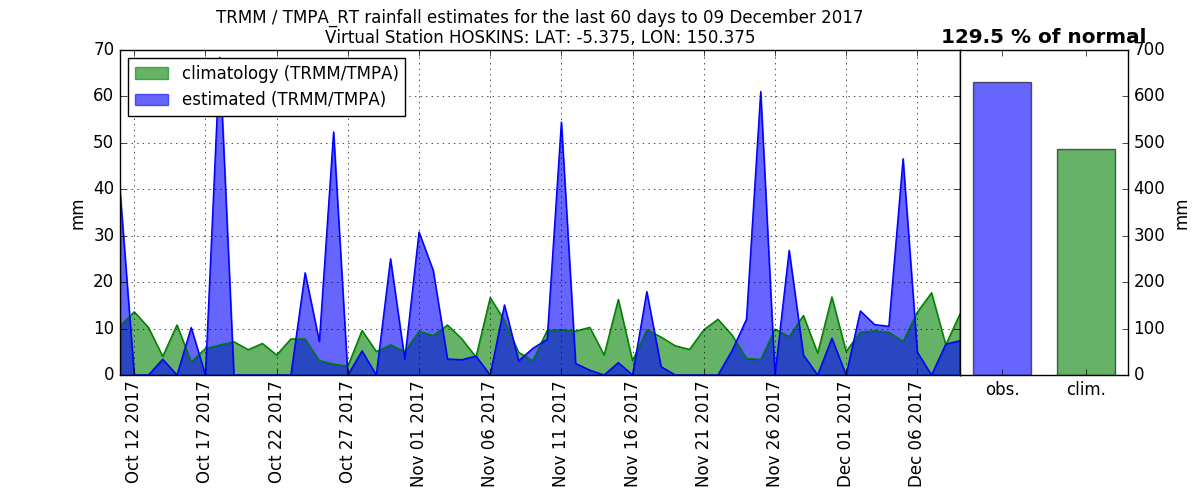 TRMM / TMPA_RT rainfall estimates for the last 60 days to 09 December 2017
Virtual Station HOSKINS: LAT: -5.375, LON: 150.375
129.5 % of normal
climatology (TRMM/TMPA)
estimated (TRMM/TMPA)
70
60
50
40
30
20
10
0
mm
700
600
500
400
300
200
100
0
mm
Oct 12 2017
Oct 17 2017
Oct 22 2017
Oct 27 2017
Nov 01 2017
Nov 06 2017
Nov 11 2017
Nov 16 2017
Nov 21 2017
Nov 26 2017
Dec 01 2017
Dec 06 2017
obs.
clim.